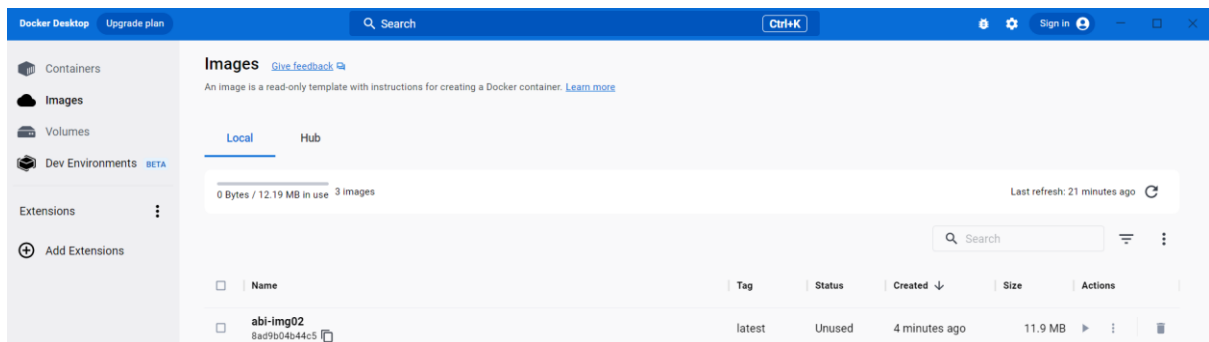 Docker Desktop Upgrade plan Search Ctrl+K Sign in
Containers
Images
Volumes
Dev Environments BETA
Extensions
Add Extensions
Images Give feedback
An image is a read-only template with instructions for creating a Docker container. Learn more
Local Hub
0 Bytes / 12.19 MB in use 3 images Last refresh: 21 minutes ago
Search
Name Tag Status Created Size Actions
abi-img02 latest Unused 4 minutes ago 11.9 MB
8ad9b04b44c5